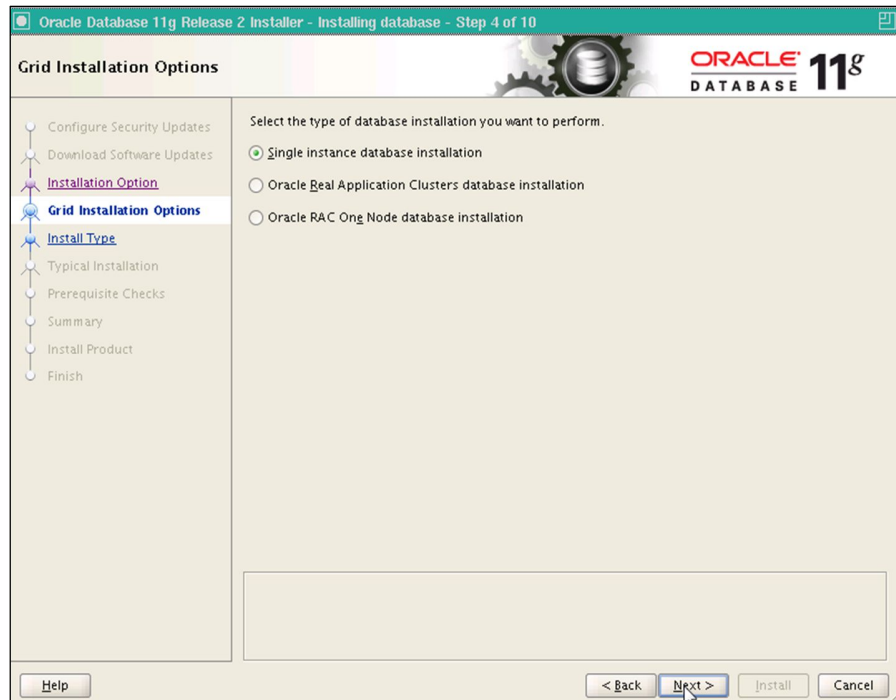 Oracle Database 11g Release 2 Installer - Installing database - Step 4 of 10
Grid Installation Options
ORACLE
DATABASE
11g
Configure Security Updates
Download Software Updates
Installation Option
Grid Installation Options
Install Type
Typical Installation
Prerequisite Checks
Summary
Install Product
Finish
Select the type of database installation you want to perform.
Single instance database installation
Oracle Real Application Clusters database installation
Oracle RAC One Node database installation
Help
< Back
Next >
Install
Cancel